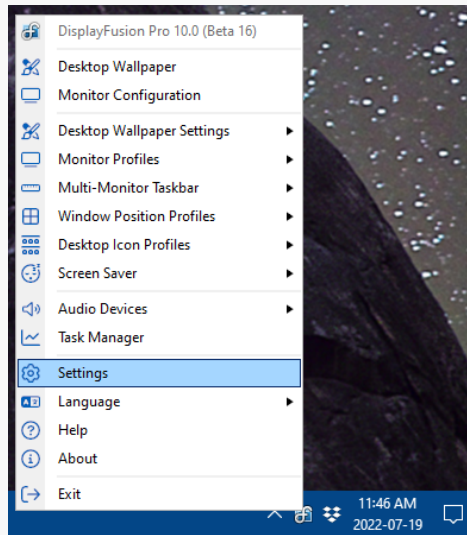 DisplayFusion Pro 10.0 (Beta 16)
Desktop Wallpaper
Monitor Configuration
Desktop Wallpaper Settings
Monitor Profiles
Multi-Monitor Taskbar
Window Position Profiles
Desktop Icon Profiles
Screen Saver
Audio Devices
Task Manager
Settings
Language
Help
About
Exit
11:46 AM
2022-07-19